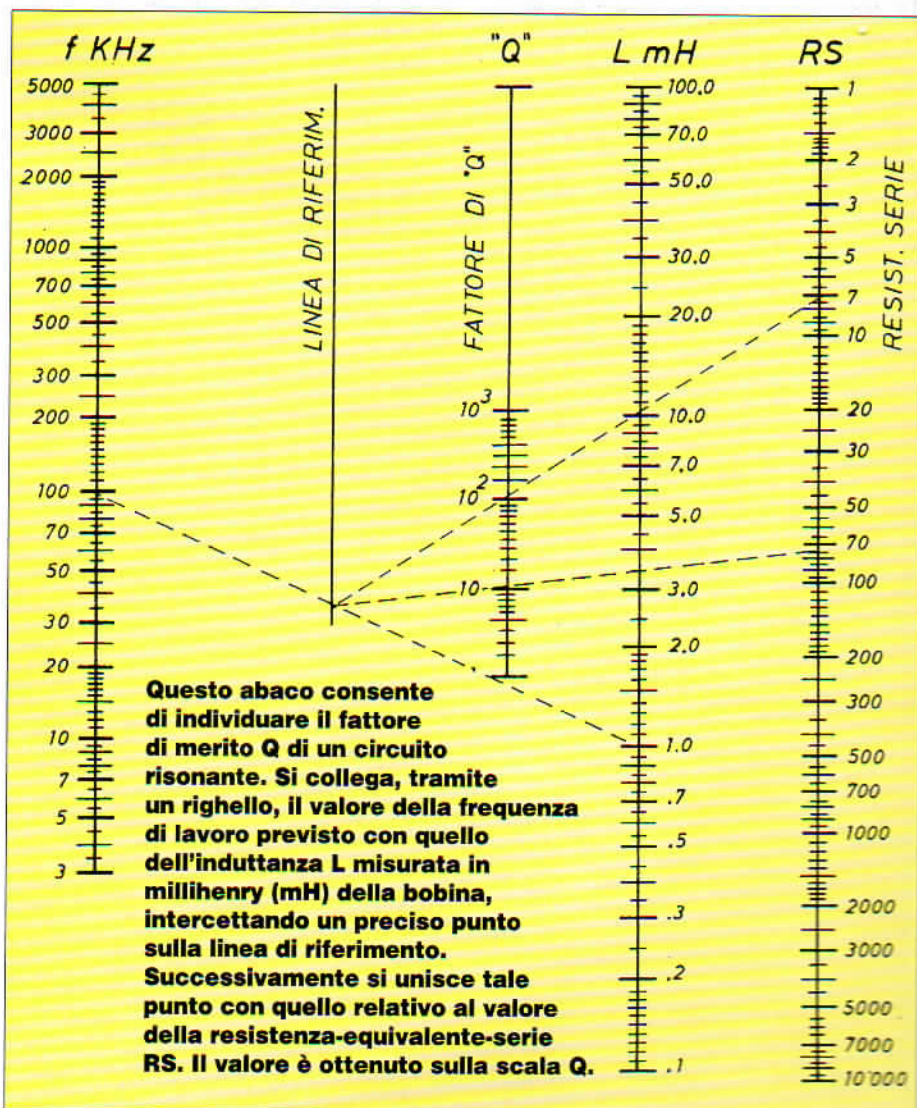 f KHz
"Q"
L mH
RS
5000
3000
2000
1000
700
500
300
200
100
70
50
30
20
10
7
5
3
LINEA DI RIFERIM.
FATTORE DI "Q"
10³
10²
10
100.0
70.0
50.0
30.0
20.0
10.0
7.0
5.0
3.0
2.0
1.0
.7
.5
.3
.2
.1
1
2
3
5
7
10
20
30
50
70
100
200
300
500
700
1000
2000
3000
5000
7000
10'000
RESIST. SERIE
Questo abaco consente
di individuare il fattore
di merito Q di un circuito
risonante. Si collega, tramite
un righello, il valore della frequenza
di lavoro previsto con quello
dell'induttanza L misurata in
millihenry (mH) della bobina,
intercettando un preciso punto
sulla linea di riferimento.
Successivamente si unisce tale
punto con quello relativo al valore
della resistenza-equivalente-serie
RS. Il valore è ottenuto sulla scala Q.